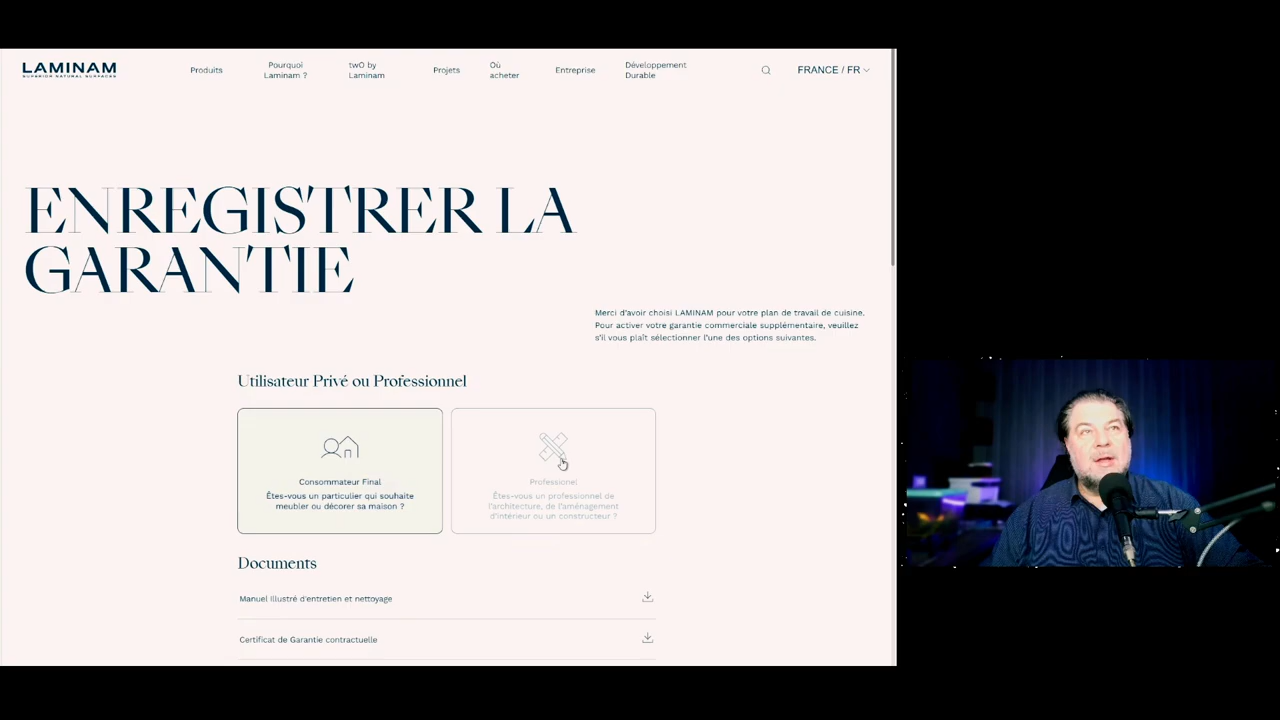 LAMINAM
SUPERIOR NATURAL SURFACES
Produits
Pourquoi
Laminam ?
twO by
Laminam
Projets
Où
acheter
Entreprise
Développement
Durable
FRANCE / FR
ENREGISTRER LA
GARANTIE
Merci d'avoir choisi LAMINAM pour votre plan de travail de cuisine.
Pour activer votre garantie commerciale supplémentaire, veuillez
s'il vous plaît sélectionner l'une des options suivantes.
Utilisateur Privé ou Professionnel
Consommateur Final
Êtes-vous un particulier qui souhaite
meubler ou décorer sa maison ?
Professionel
Êtes-vous un professionnel de
l'architecture, de l'aménagement
d'intérieur ou un constructeur ?
Documents
Manuel Illustré d'entretien et nettoyage
Certificat de Garantie contractuelle